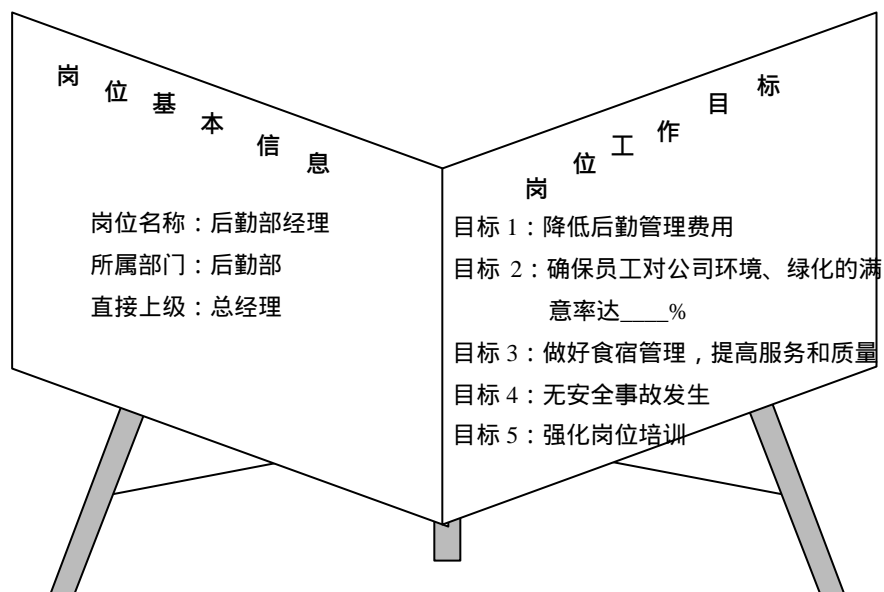 岗位基本信息
岗位名称：后勤部经理
所属部门：后勤部
直接上级：总经理
岗位工作目标
目标 1：降低后勤管理费用
目标 2：确保员工对公司环境、绿化的满
意率达____%
目标 3：做好食宿管理，提高服务和质量
目标 4：无安全事故发生
目标 5：强化岗位培训